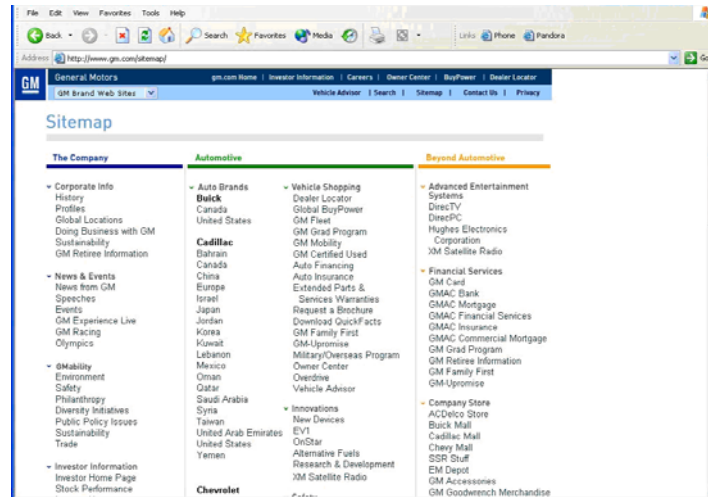 File Edit View Favorites Tools Help
Back Search Favorites Media Links Phone Pandora
Address http://www.gm.com/sitemap/ Go
GM
General Motors gm.com Home | Investor Information | Careers | Owner Center | BuyPower | Dealer Locator
GM Brand Web Sites Vehicle Advisor | Search | Sitemap | Contact Us | Privacy
Sitemap
The Company
Corporate Info
History
Profiles
Global Locations
Doing Business with GM
Sustainability
GM Retiree Information
News & Events
News from GM
Speeches
Events
GM Experience Live
GM Racing
Olympics
GMability
Environment
Safety
Philanthropy
Diversity Initiatives
Public Policy Issues
Sustainability
Trade
Investor Information
Investor Home Page
Stock Performance
Automotive
Auto Brands
Buick
Canada
United States
Cadillac
Bahrain
Canada
China
Europe
Israel
Japan
Jordan
Korea
Kuwait
Lebanon
Mexico
Oman
Qatar
Saudi Arabia
Syria
Taiwan
United Arab Emirates
United States
Yemen
Chevrolet
Vehicle Shopping
Dealer Locator
Global BuyPower
GM Fleet
GM Grad Program
GM Mobility
GM Certified Used
Auto Financing
Auto Insurance
Extended Parts &
Services Warranties
Request a Brochure
Download QuickFacts
GM Family First
GM-Upromise
Military/Overseas Program
Owner Center
Overdrive
Vehicle Advisor
Innovations
New Devices
EV1
OnStar
Alternative Fuels
Research & Development
XM Satellite Radio
Beyond Automotive
Advanced Entertainment
Systems
DirecTV
DirecPC
Hughes Electronics
Corporation
XM Satellite Radio
Financial Services
GM Card
GMAC Bank
GMAC Mortgage
GMAC Financial Services
GMAC Insurance
GMAC Commercial Mortgage
GM Grad Program
GM Retiree Information
GM Family First
GM-Upromise
Company Store
ACDelco Store
Buick Mall
Cadillac Mall
Chevy Mall
SSR Stuff
EM Depot
GM Accessories
GM Goodwrench Merchandise